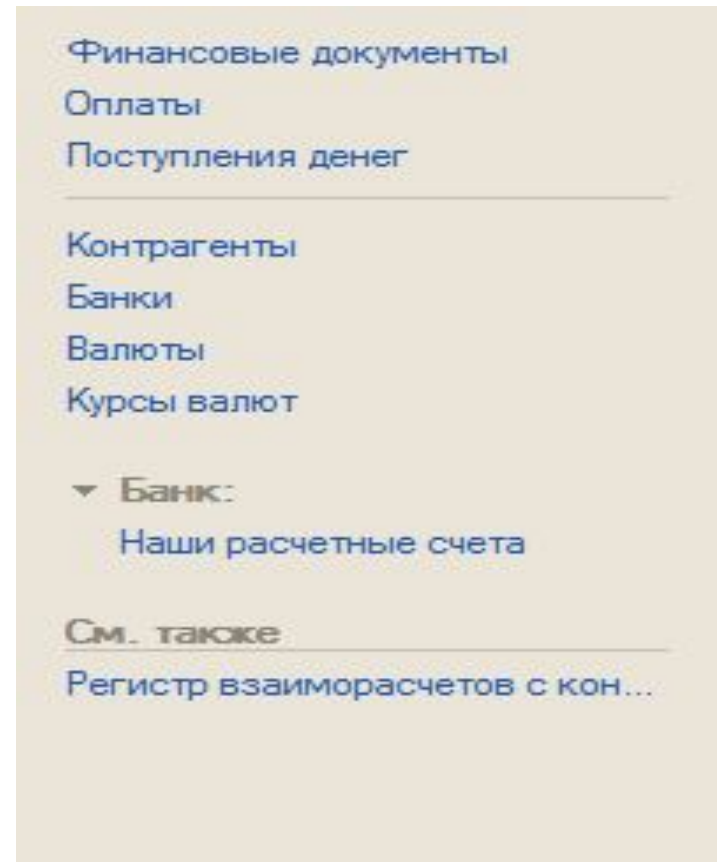 Финансовые документы
Оплаты
Поступления денег
Контрагенты
Банки
Валюты
Курсы валют
Банк:
Наши расчетные счета
См. также
Регистр взаиморасчетов с кон...